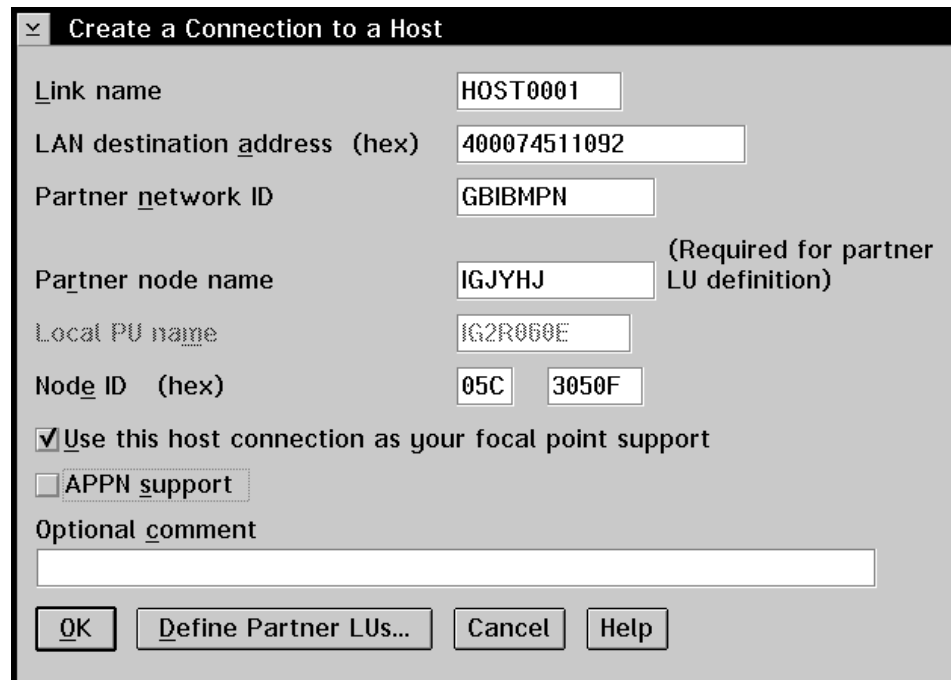 Create a Connection to a Host
Link name HOST0001
LAN destination address (hex) 400074511092
Partner network ID GBIBMPN
(Required for partner
Partner node name IGJYHJ LU definition)
Local PU name IG2R060E
Node ID (hex) 05C 3050F
Use this host connection as your focal point support
APPN support
Optional comment
OK Define Partner LUs... Cancel Help